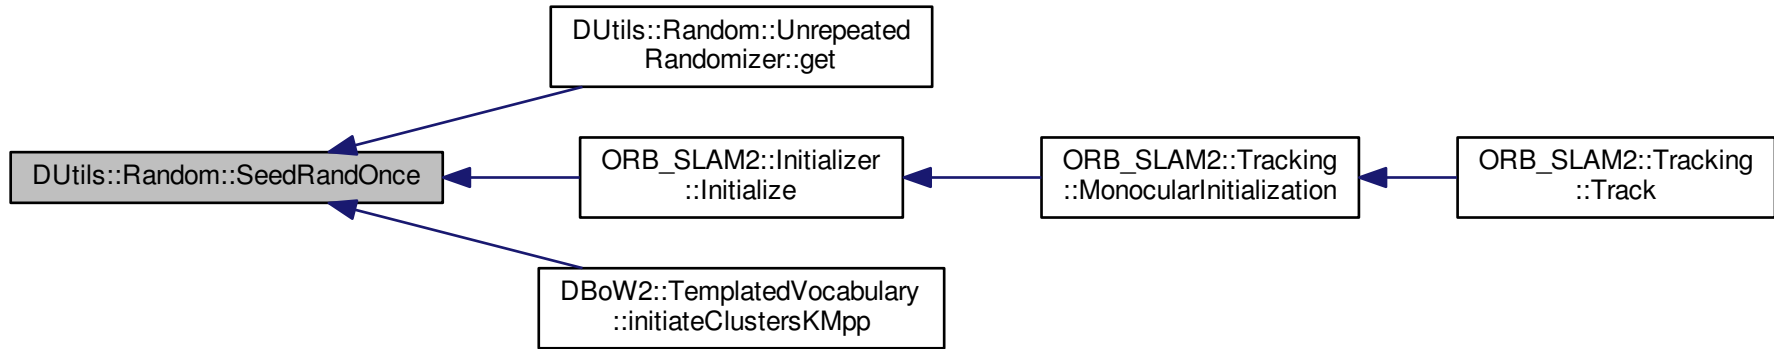 DUtils::Random::Unrepeated
Randomizer::get
DUtils::Random::SeedRandOnce
ORB_SLAM2::Initializer
::Initialize
ORB_SLAM2::Tracking
::MonocularInitialization
ORB_SLAM2::Tracking
::Track
DBoW2::TemplatedVocabulary
::initiateClustersKMpp